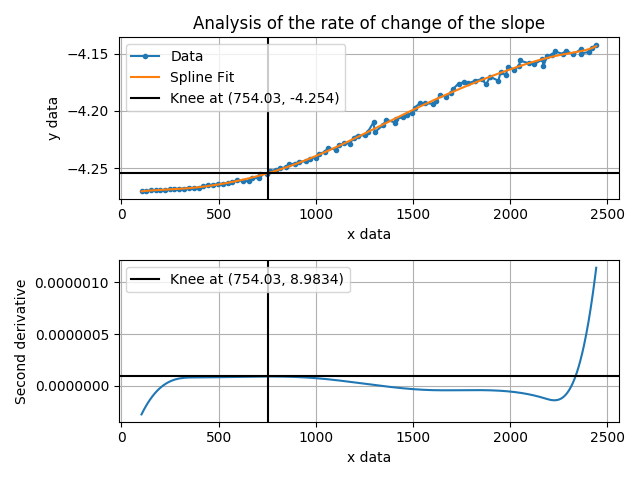 Analysis of the rate of change of the slope
−4.15
−4.20
−4.25
y data
Data
Spline Fit
Knee at (754.03, -4.254)
0 500 1000 1500 2000 2500
x data
0.0000010
0.0000005
0.0000000
Second derivative
Knee at (754.03, 8.9834)
0 500 1000 1500 2000 2500
x data